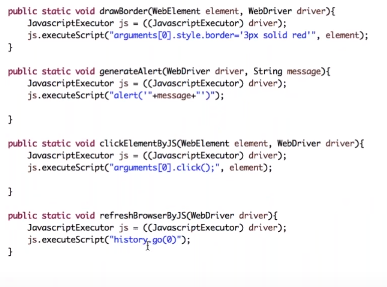 public static void drawBorder(WebElement element, WebDriver driver){
JavascriptExecutor js = ((JavascriptExecutor) driver);
js.executeScript("arguments[0].style.border='3px solid red'", element);
}
public static void generateAlert(WebDriver driver, String message){
JavascriptExecutor js = ((JavascriptExecutor) driver);
js.executeScript("alert('"+message+"')");
}
public static void clickElementByJS(WebElement element, WebDriver driver){
JavascriptExecutor js = ((JavascriptExecutor) driver);
js.executeScript("arguments[0].click();", element);
}
public static void refreshBrowserByJS(WebDriver driver){
JavascriptExecutor js = ((JavascriptExecutor) driver);
js.executeScript("history.go(0)");
}